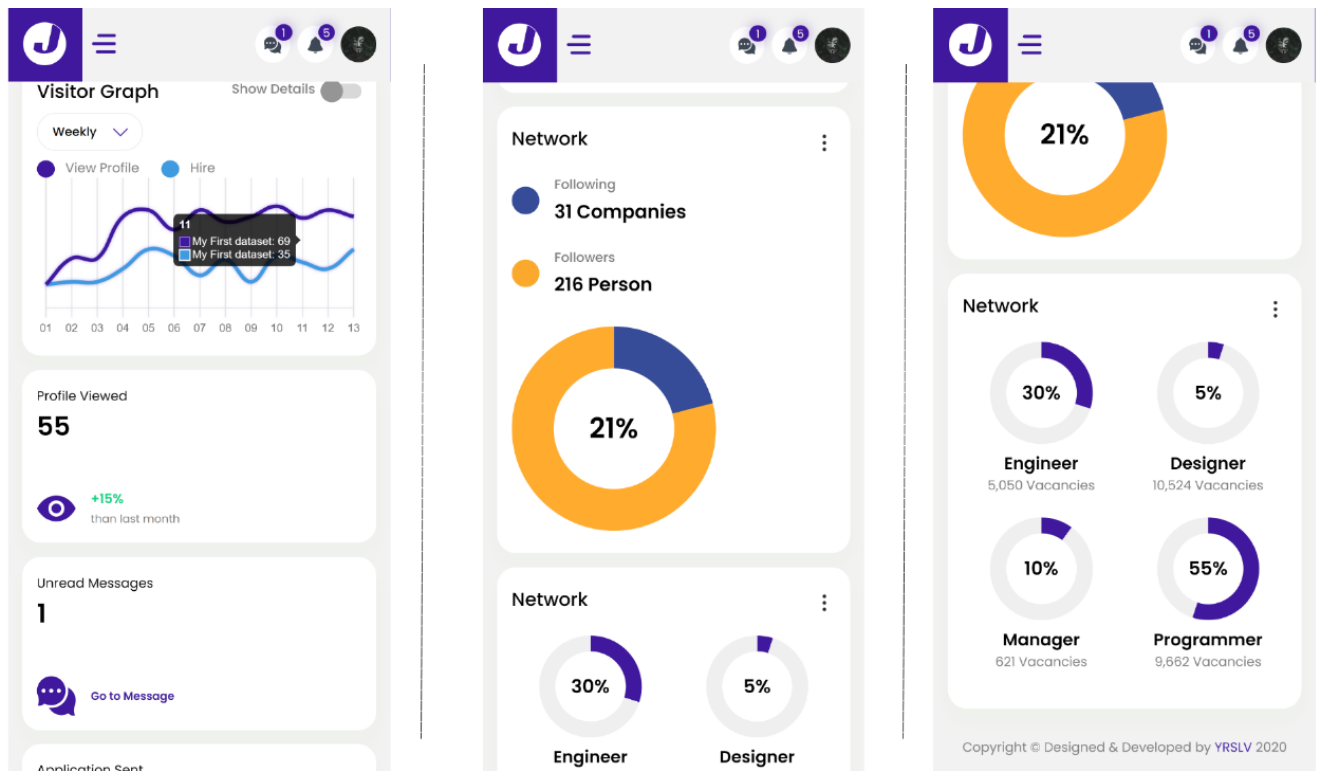 J
1
5
Visitor Graph
Show Details
Weekly
View Profile
Hire
11
My First dataset: 69
My First dataset: 35
01 02 03 04 05 06 07 08 09 10 11 12 13
Profile Viewed
55
+15%
than last month
Unread Messages
1
Go to Message
Application Sent
J
1
5
Network
Following
31 Companies
Followers
216 Person
21%
Network
30%
5%
Engineer
Designer
J
1
5
21%
Network
30%
5%
Engineer
Designer
5,050 Vacancies
10,524 Vacancies
10%
55%
Manager
Programmer
621 Vacancies
9,662 Vacancies
Copyright © Designed & Developed by YRSLV 2020